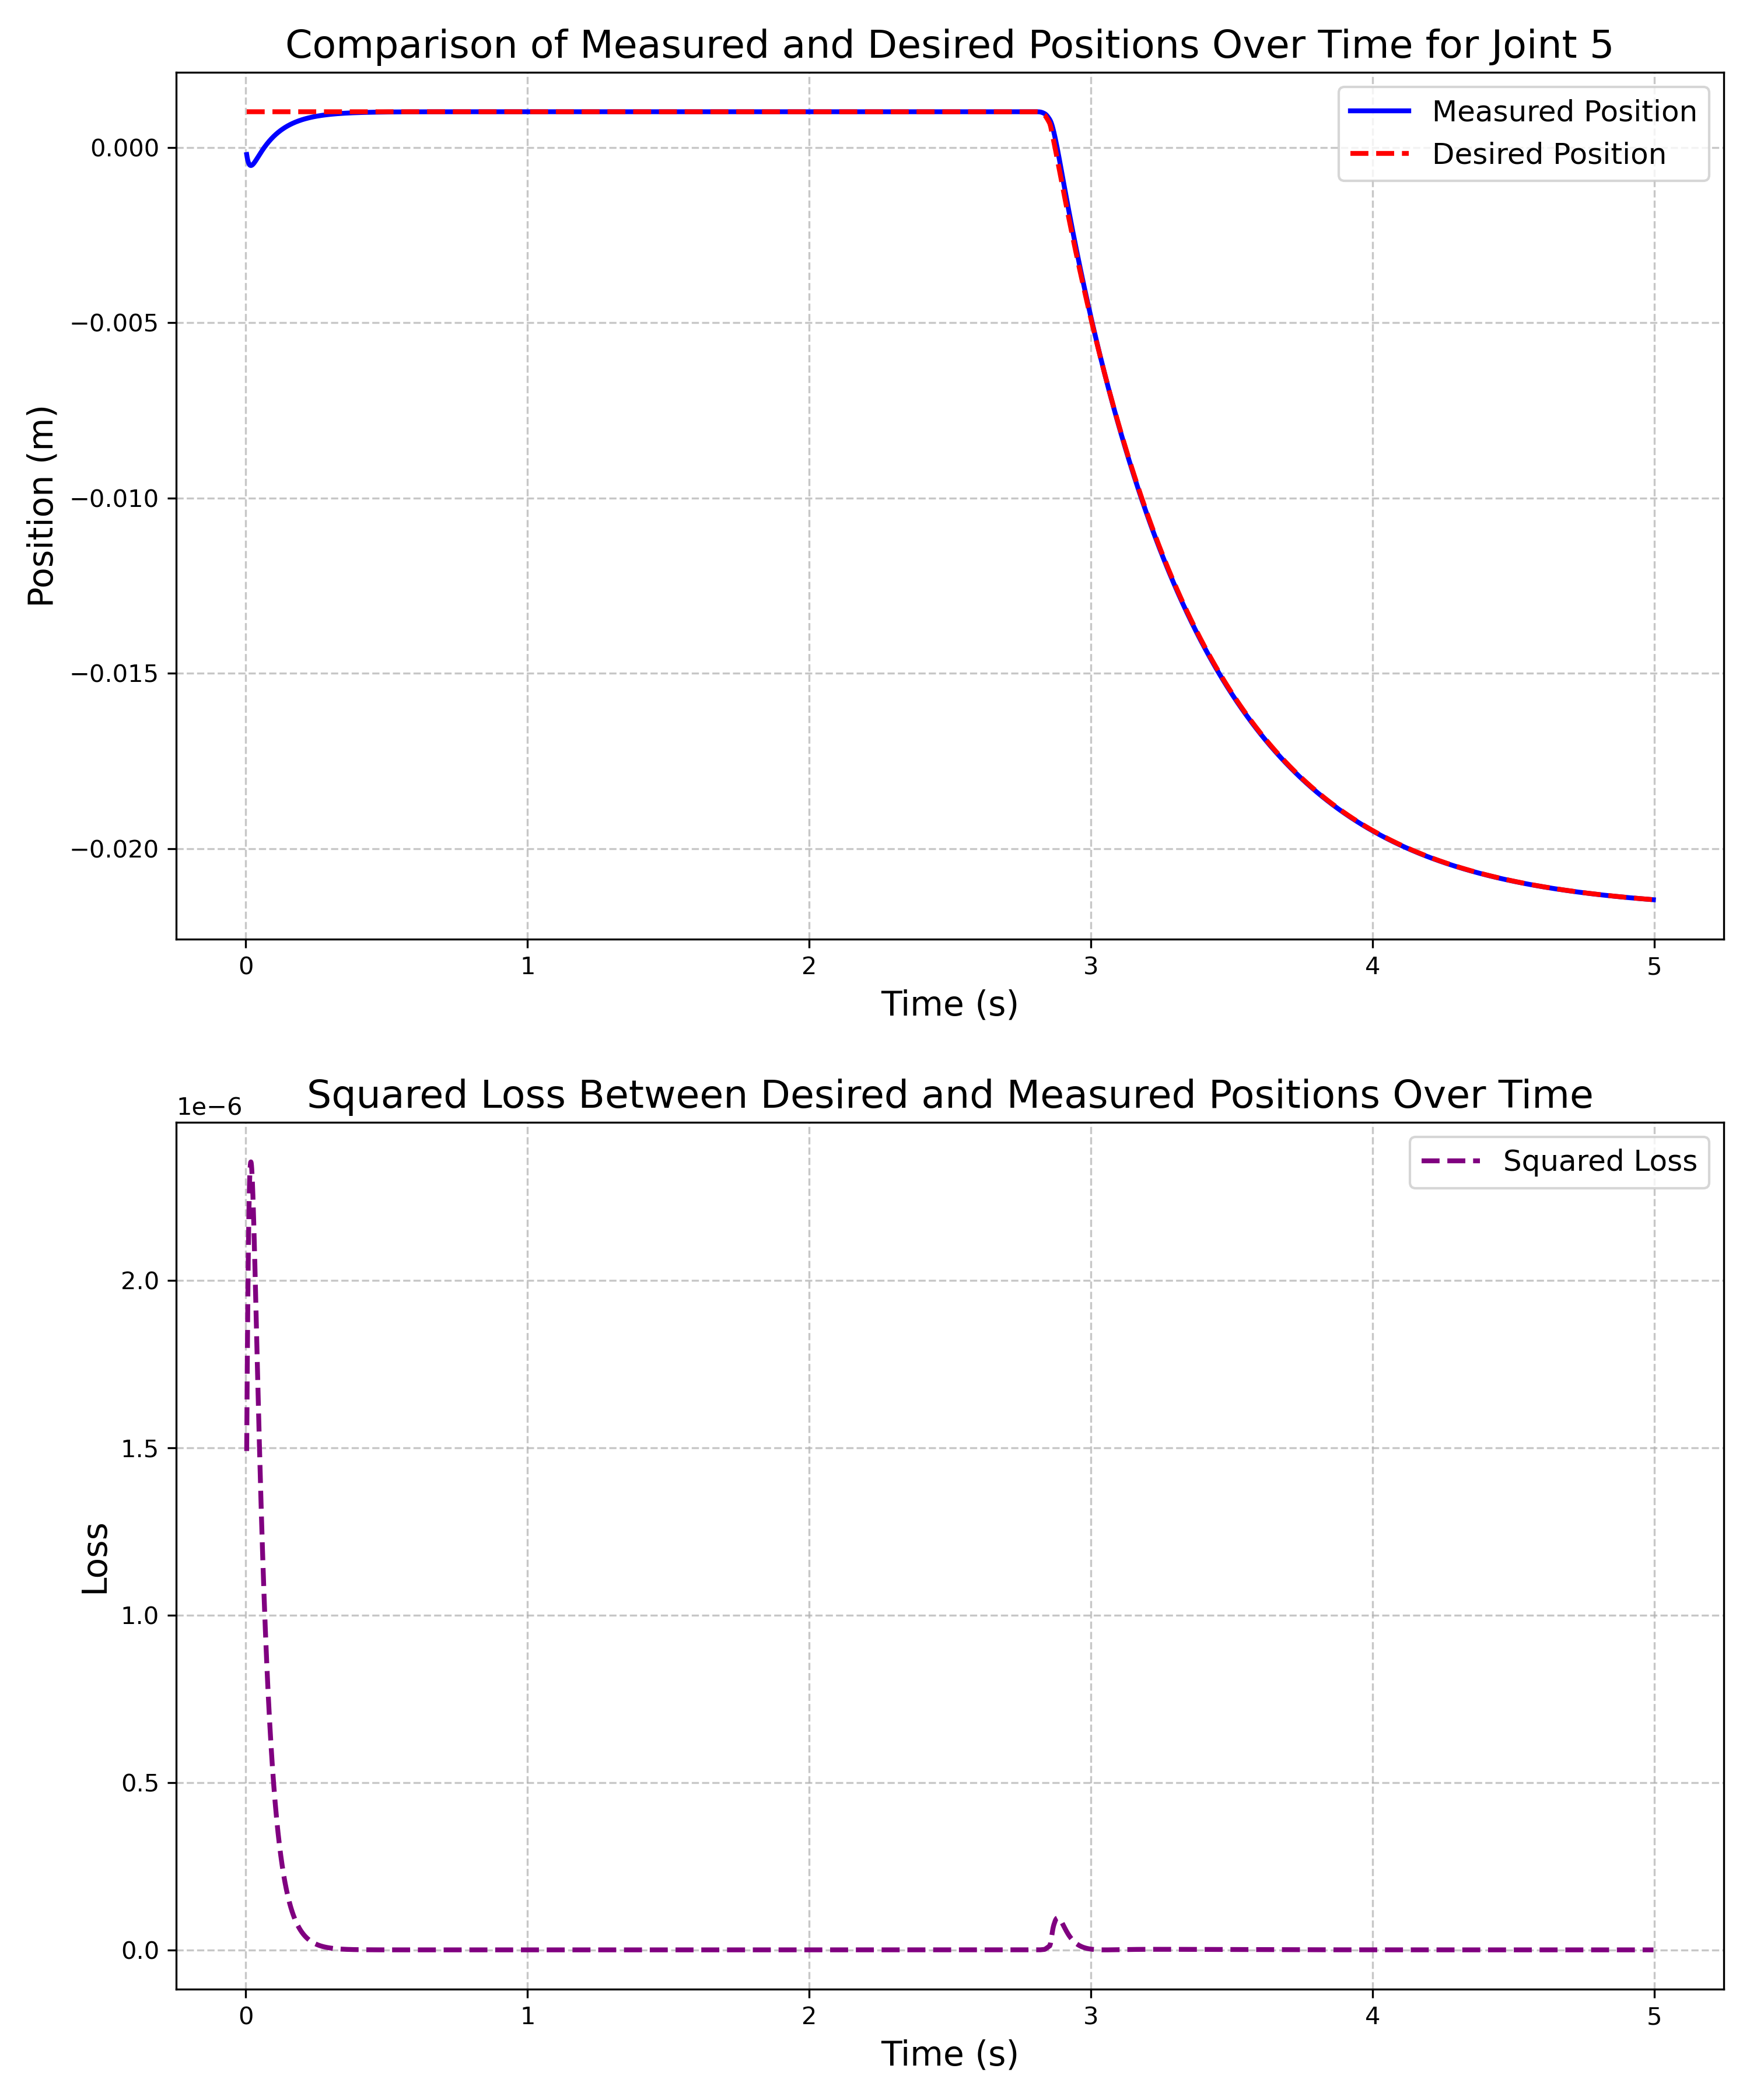 Comparison of Measured and Desired Positions Over Time for Joint 5
Measured Position
Desired Position
0.000
−0.005
−0.010
−0.015
−0.020
Position (m)
0 1 2 3 4 5
Time (s)
Squared Loss Between Desired and Measured Positions Over Time
1e−6
Squared Loss
2.0
1.5
1.0
0.5
0.0
Loss
0 1 2 3 4 5
Time (s)